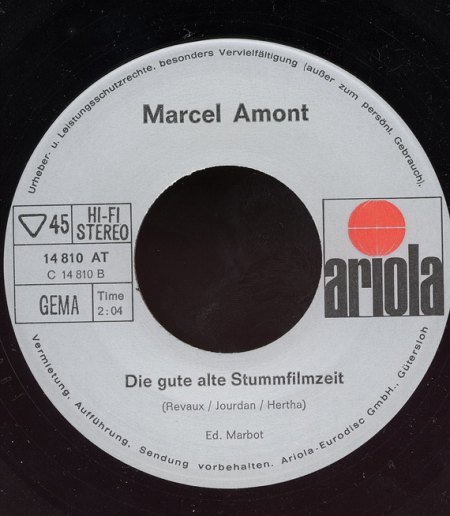 Urheber- u. Leistungsschutzrechte, besonders Vervielfältigung (außer zum persönl. Gebrauch).
Marcel Amont
45
HI-FI
STEREO
14 810 AT
C 14 810 B
GEMA
Time
2:04
ariola
Die gute alte Stummfilmzeit
(Revaux / Jourdan / Hertha)
Ed. Marbot
Vermietung, Aufführung, Sendung vorbehalten. Ariola-Eurodisc GmbH., Gütersloh